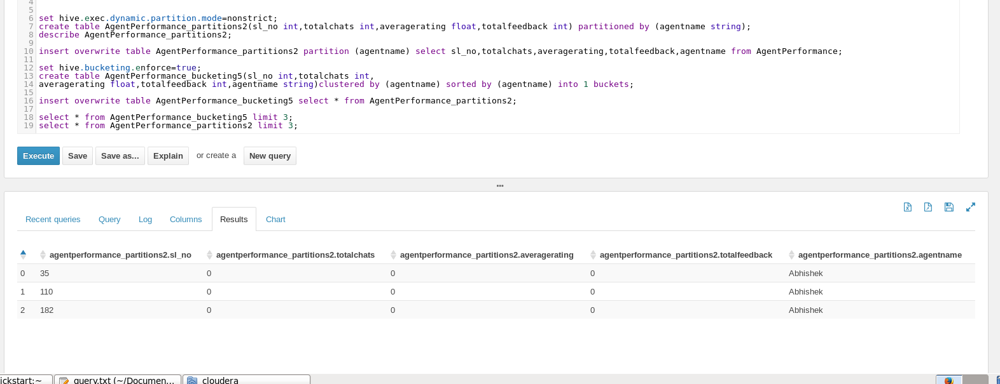 4
5
6 set hive.exec.dynamic.partition.mode=nonstrict;
7 create table AgentPerformance_partitions2(sl_no int,totalchats int,averagerating float,totalfeedback int) partitioned by (agentname string);
8 describe AgentPerformance_partitions2;
9
10 insert overwrite table AgentPerformance_partitions2 partition (agentname) select sl_no,totalchats,averagerating,totalfeedback,agentname from AgentPerformance;
11
12 set hive.bucketing.enforce=true;
13 create table AgentPerformance_bucketing5(sl_no int,totalchats int,
14 averagerating float,totalfeedback int,agentname string)clustered by (agentname) sorted by (agentname) into 1 buckets;
15
16 insert overwrite table AgentPerformance_bucketing5 select * from AgentPerformance_partitions2;
17
18 select * from AgentPerformance_bucketing5 limit 3;
19 select * from AgentPerformance_partitions2 limit 3;
Execute Save Save as... Explain or create a New query
Recent queries Query Log Columns Results Chart
agentperformance_partitions2.sl_no agentperformance_partitions2.totalchats agentperformance_partitions2.averagerating agentperformance_partitions2.totalfeedback agentperformance_partitions2.agentname
0 35 0 0 0 Abhishek
1 110 0 0 0 Abhishek
2 182 0 0 0 Abhishek
ickstart:~ query.txt (~/Documen... cloudera